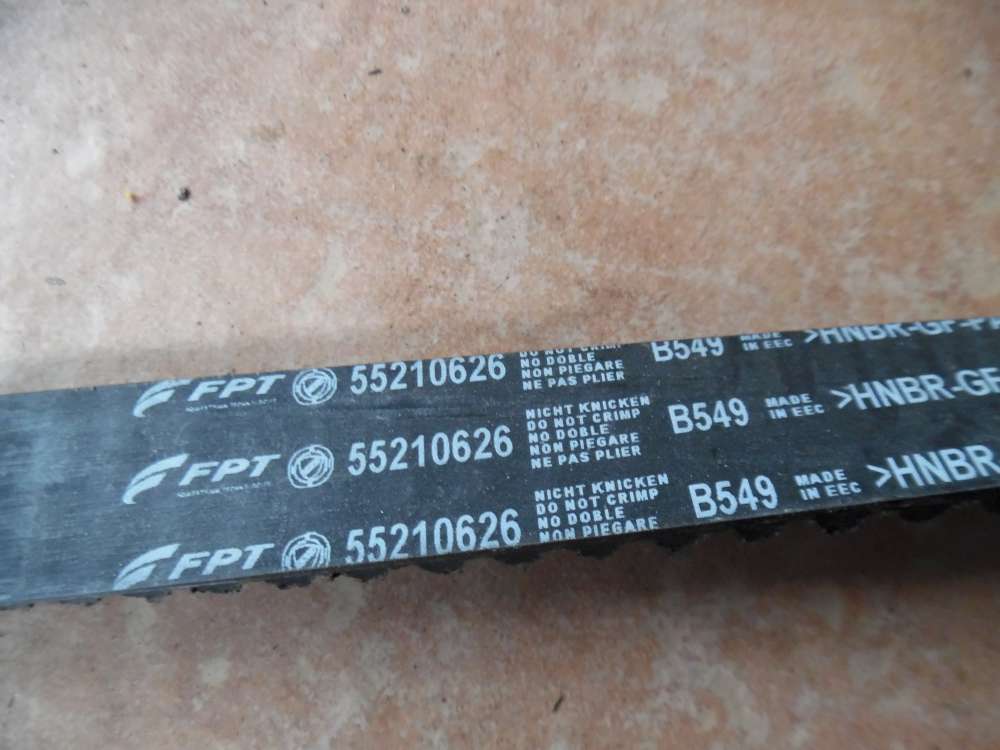 FPT 55210626
DO NOT CRIMP
NO DOBLE
NON PIEGARE
NE PAS PLIER
B549
MADE
IN EEC
>HNBR-GF-
FPT 55210626
NICHT KNICKEN
DO NOT CRIMP
NO DOBLE
NON PIEGARE
NE PAS PLIER
B549
MADE
IN EEC
>HNBR-GF
FPT 55210626
NICHT KNICKEN
DO NOT CRIMP
NO DOBLE
NON PIEGARE
B549
MADE
IN EEC
>HNBR-